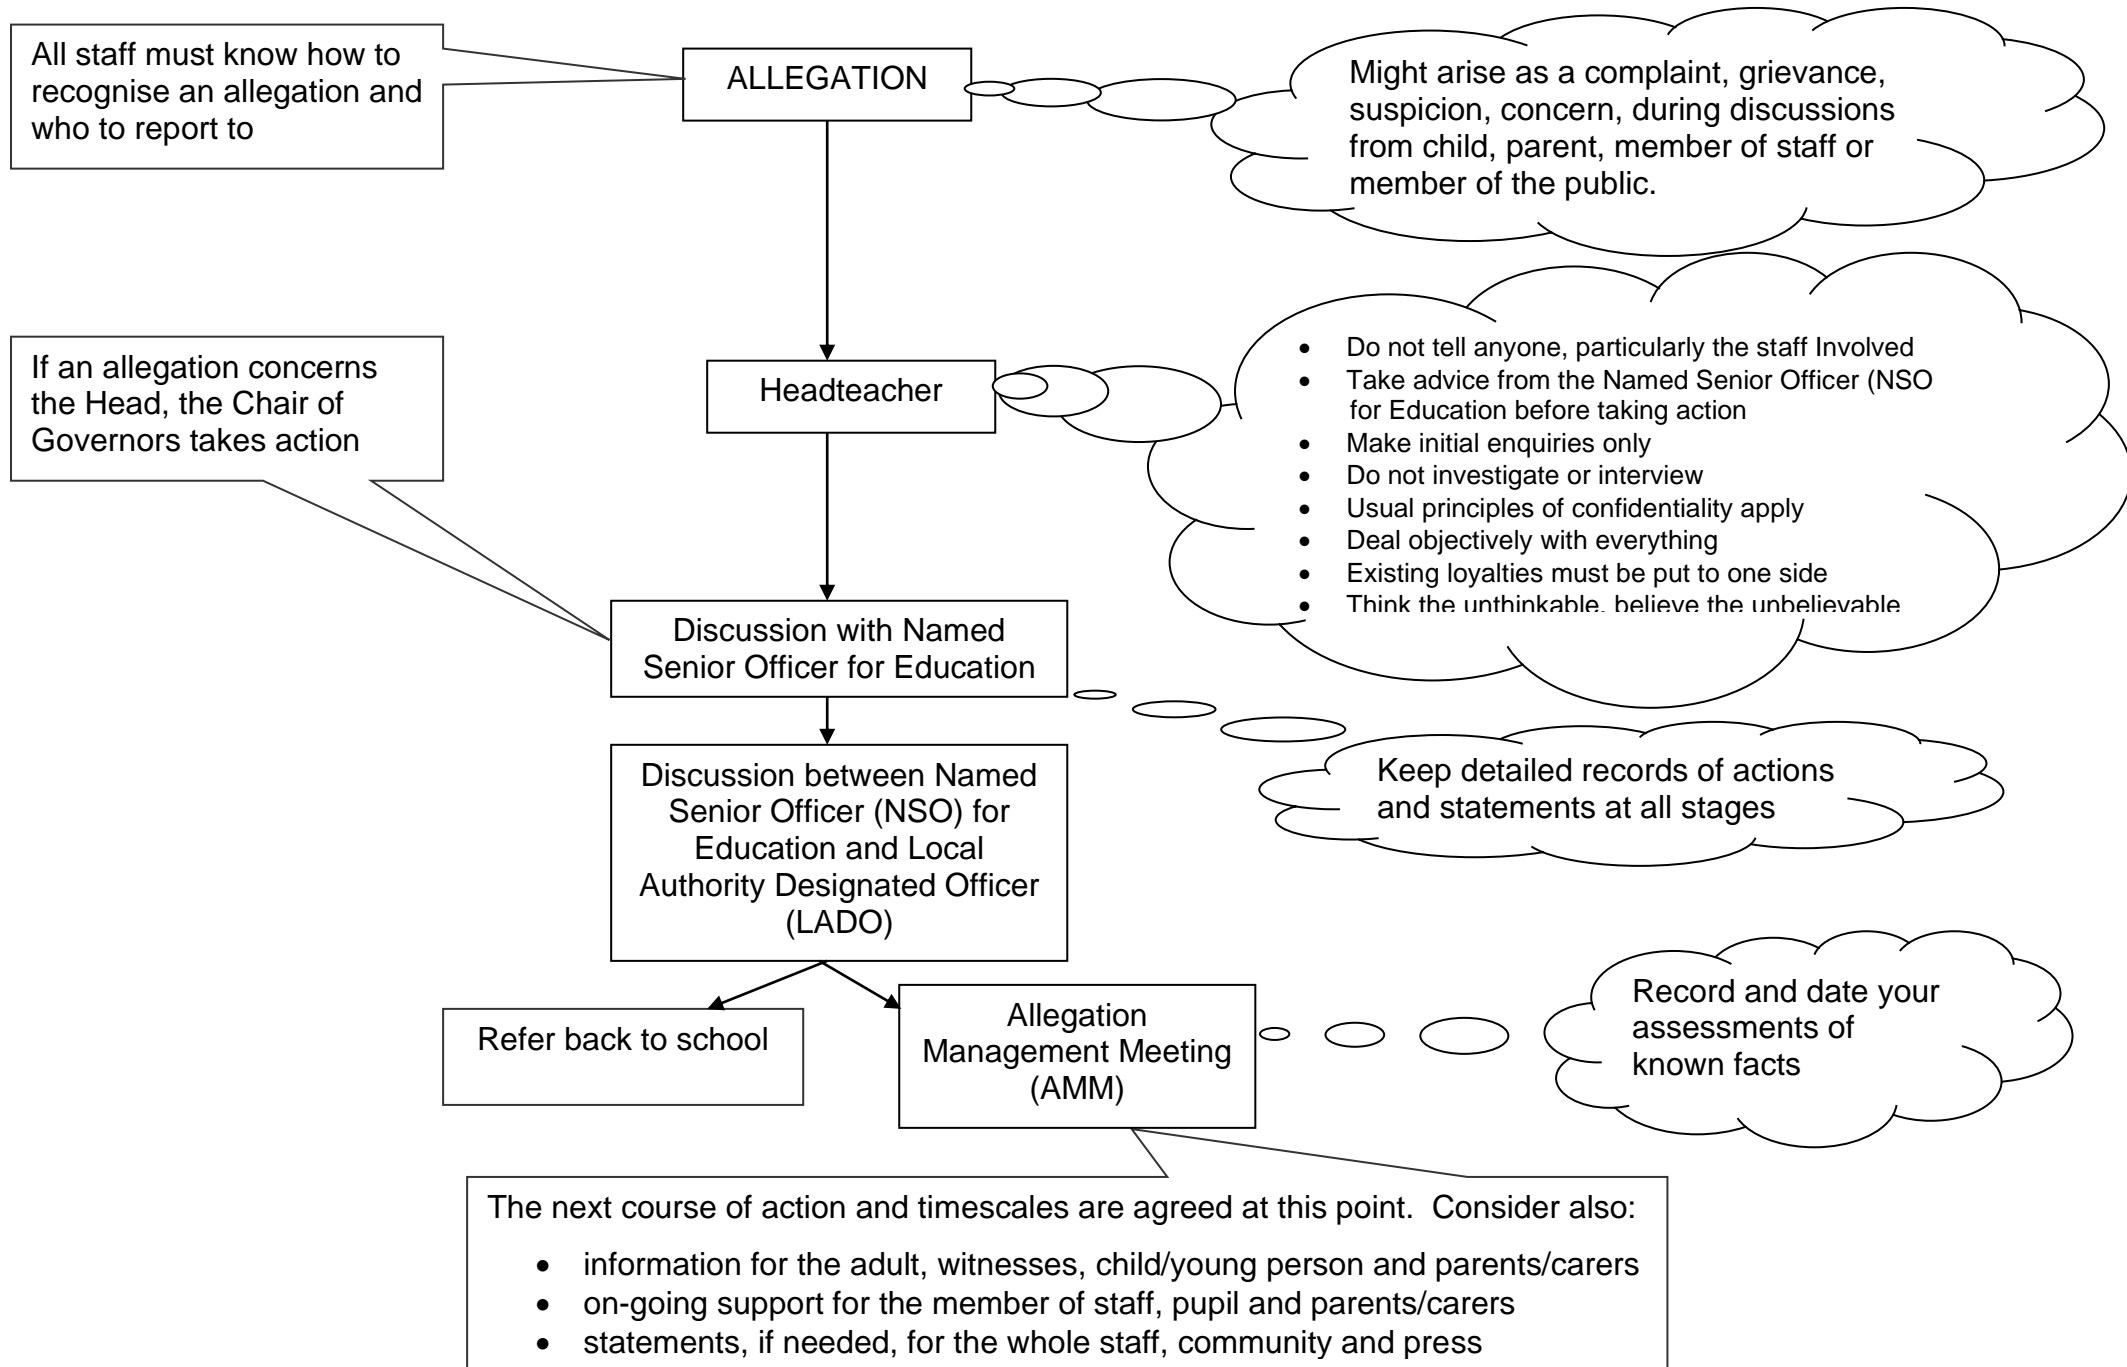 All staff must know how to
recognise an allegation and
who to report to
ALLEGATION
Might arise as a complaint, grievance,
suspicion, concern, during discussions
from child, parent, member of staff or
member of the public.
If an allegation concerns
the Head, the Chair of
Governors takes action
Headteacher
• Do not tell anyone, particularly the staff Involved
• Take advice from the Named Senior Officer (NSO
for Education before taking action
• Make initial enquiries only
• Do not investigate or interview
• Usual principles of confidentiality apply
• Deal objectively with everything
• Existing loyalties must be put to one side
• Think the unthinkable, believe the unbelievable
Discussion with Named
Senior Officer for Education
Discussion between Named
Senior Officer (NSO) for
Education and Local
Authority Designated Officer
(LADO)
Keep detailed records of actions
and statements at all stages
Refer back to school
Allegation
Management Meeting
(AMM)
Record and date your
assessments of
known facts
The next course of action and timescales are agreed at this point.  Consider also:
• information for the adult, witnesses, child/young person and parents/carers
• on-going support for the member of staff, pupil and parents/carers
• statements, if needed, for the whole staff, community and press